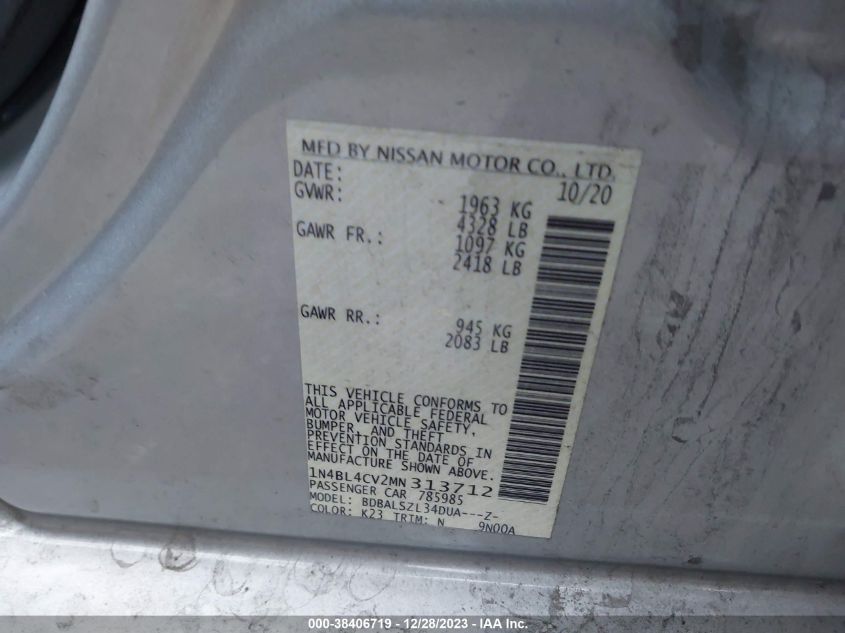 MFD BY NISSAN MOTOR CO., LTD.
DATE: 10/20
GVWR: 1963 KG
4328 LB
GAWR FR.: 1097 KG
2418 LB
GAWR RR.: 945 KG
2083 LB
THIS VEHICLE CONFORMS TO
ALL APPLICABLE FEDERAL
MOTOR VEHICLE SAFETY,
BUMPER, AND THEFT
PREVENTION STANDARDS IN
EFFECT ON THE DATE OF
MANUFACTURE SHOWN ABOVE.
1N4BL4CV2MN313712
PASSENGER CAR 785985
MODEL: BDBALSZL34DUA---Z-
COLOR: K23 TRIM: N 9N00A
000-38406719 - 12/28/2023 - US - Inc.